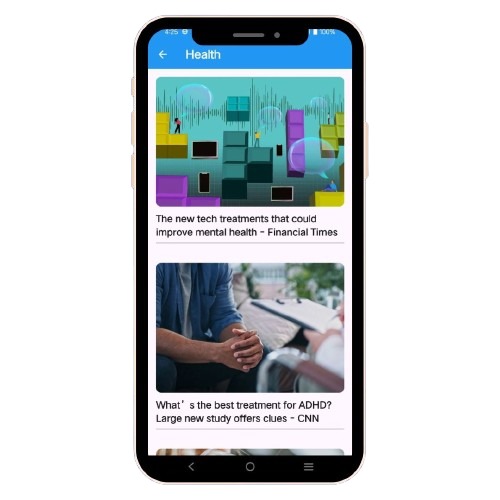 4:25
100%
Health
The new tech treatments that could
improve mental health - Financial Times
What's the best treatment for ADHD?
Large new study offers clues - CNN